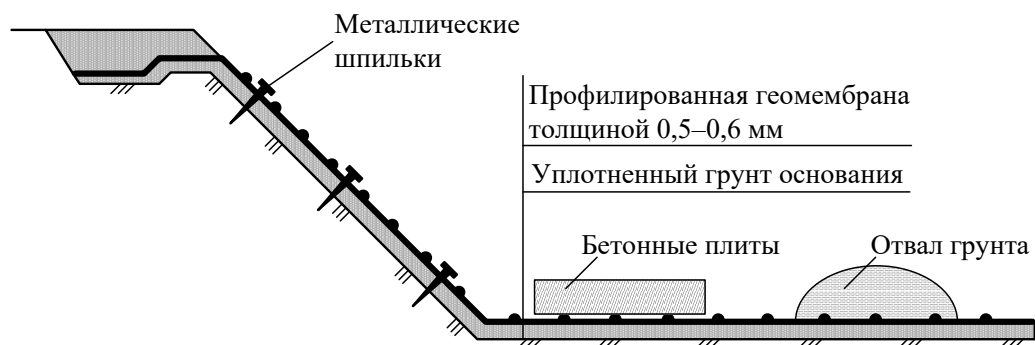 Металлические
шпильки
Профилированная геомембрана
толщиной 0,5–0,6 мм
Уплотненный грунт основания
Бетонные плиты
Отвал грунта